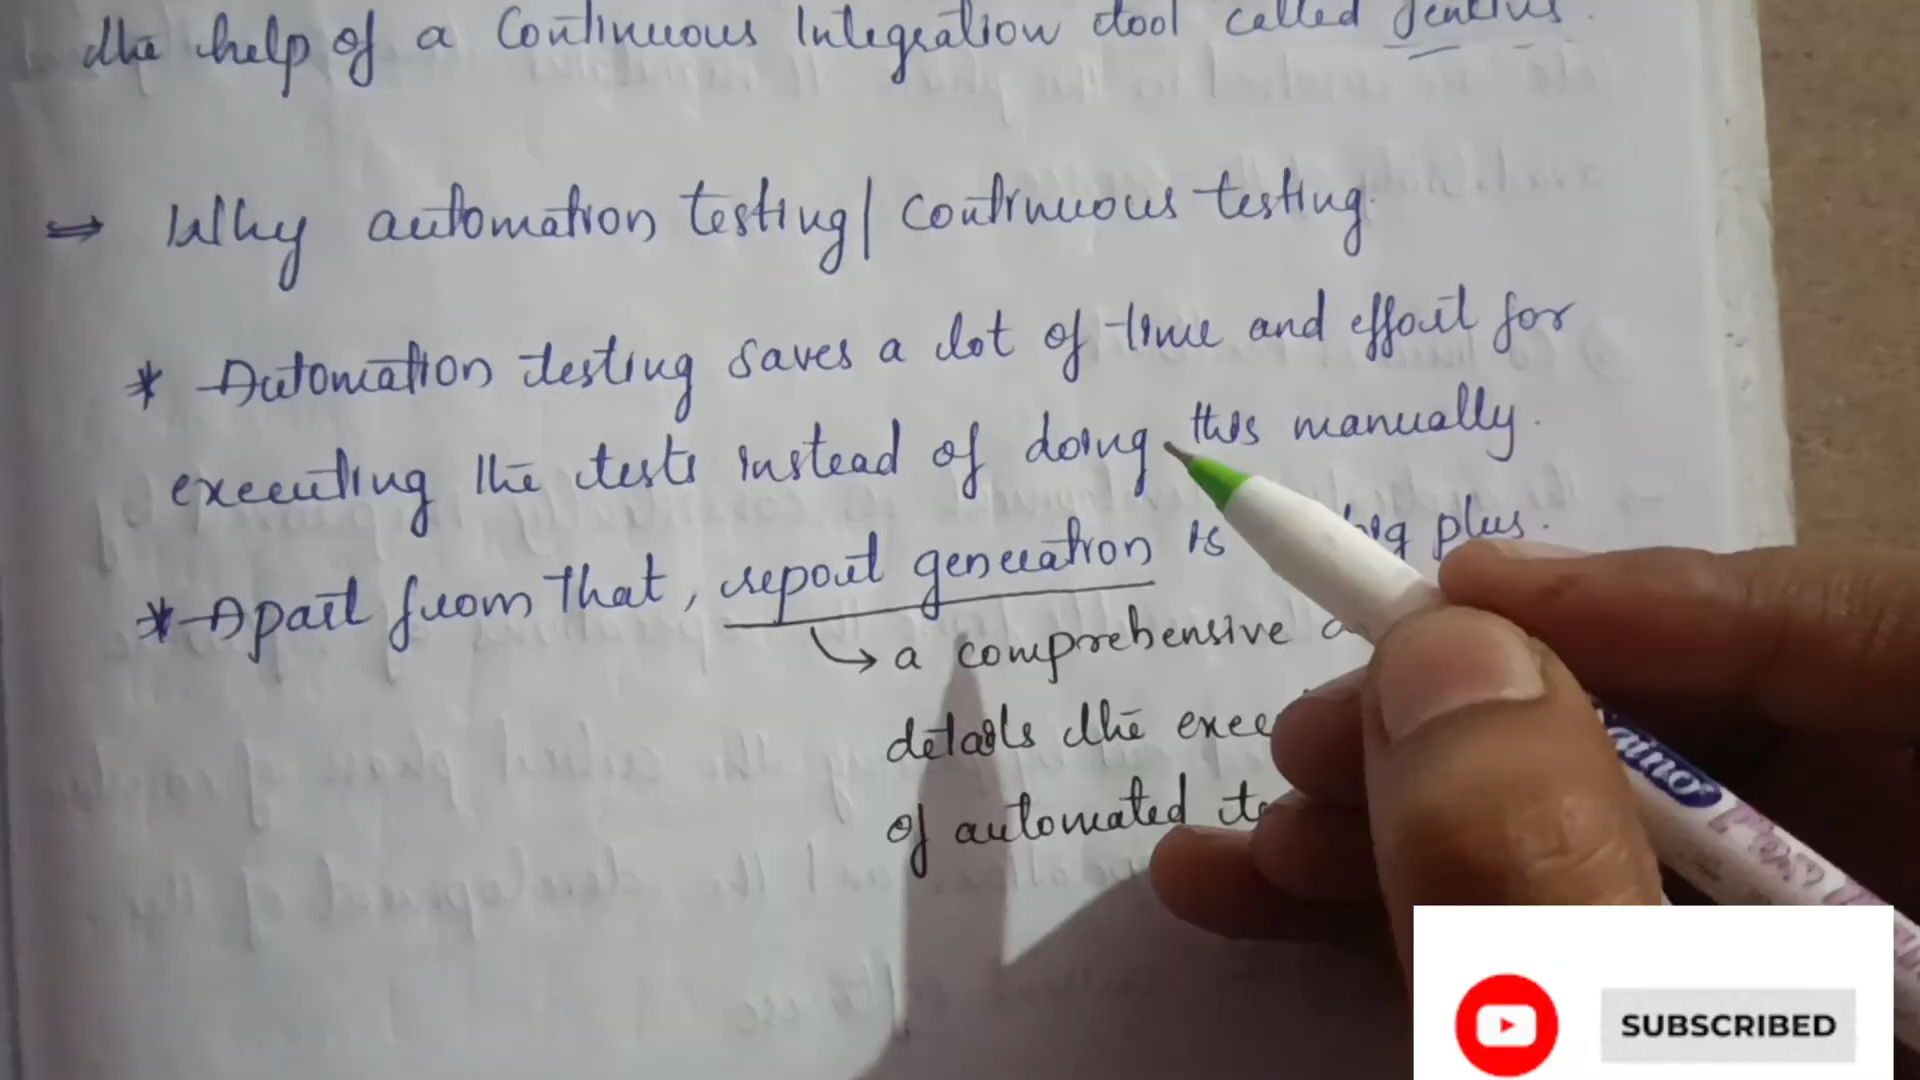 the help of a Continuous Integration tool called Jenkins.
⇒ Why automation testing / continuous testing.
* Automation testing saves a lot of time and effort for
executing the tests instead of doing this manually.
* Apart from that, report generation is big plus.
↳ a comprehensive
details the
of automated
SUBSCRIBED